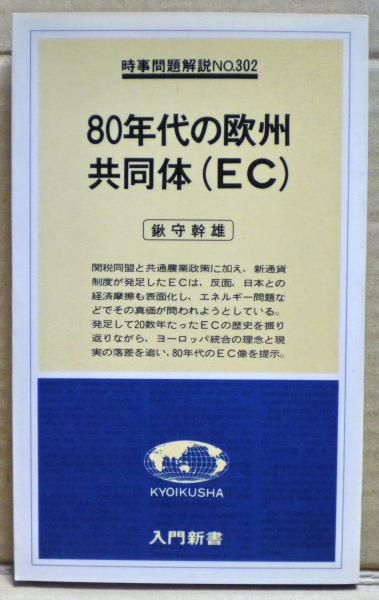 時事問題解説NO.302
80年代の欧州
共同体(EC)
鍬守幹雄
関税同盟と共通農業政策に加え、新通貨
制度が発足したECは、反面、日本との
経済摩擦も表面化し、エネルギー問題な
どでその真価が問われようとしている。
発足して20数年たったECの歴史を振り
返りながら、ヨーロッパ統合の理念と現
実の落差を追い、80年代のEC像を提示。
KYOIKUSHA
入門新書